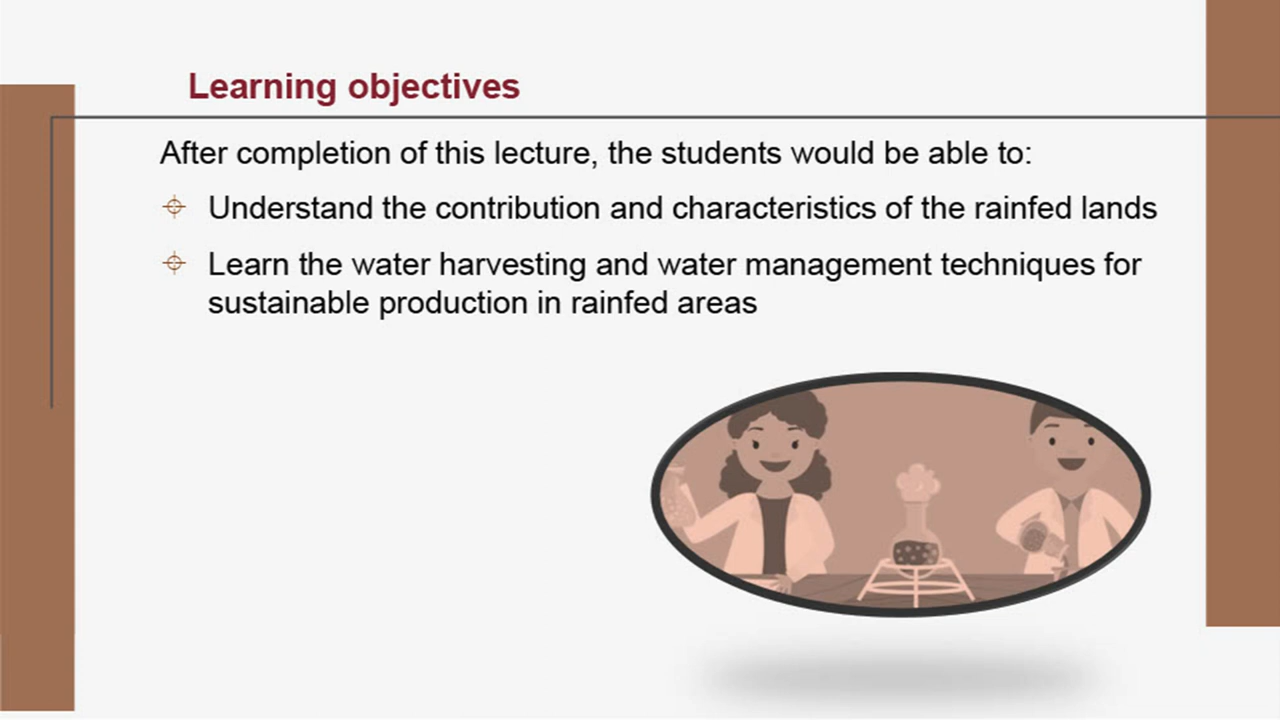 Learning objectives
After completion of this lecture, the students would be able to:
Understand the contribution and characteristics of the rainfed lands
Learn the water harvesting and water management techniques for
sustainable production in rainfed areas